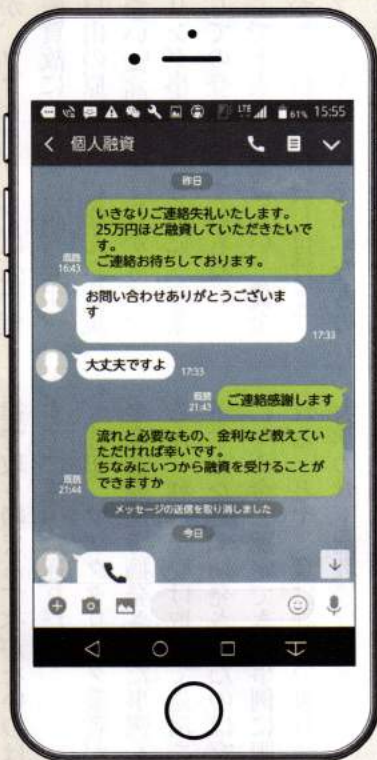 LTE 61% 15:55
個人融資
昨日
いきなりご連絡失礼いたします。
25万円ほど融資していただきたいで
す。
ご連絡お待ちしております。
既読
16:43
お問い合わせありがとうございま
す
17:33
大丈夫ですよ
17:33
既読
21:43
ご連絡感謝します
流れと必要なもの、金利など教えてい
ただければ幸いです。
ちなみにいつから融資を受けることが
できますか
既読
21:44
メッセージの送信を取り消しました
今日